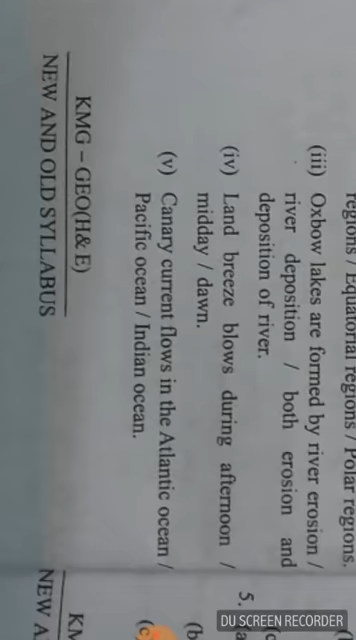 regions / Equatorial regions / Polar regions.
(iii) Oxbow lakes are formed by river erosion /
river deposition / both erosion and
deposition of river.
(iv) Land breeze blows during afternoon /
midday / dawn.
(v) Canary current flows in the Atlantic ocean /
Pacific ocean / Indian ocean.
KMG – GEO(H& E)
NEW AND OLD SYLLABUS
5.
(b
(c
KM
NEW A
DU SCREEN RECORDER